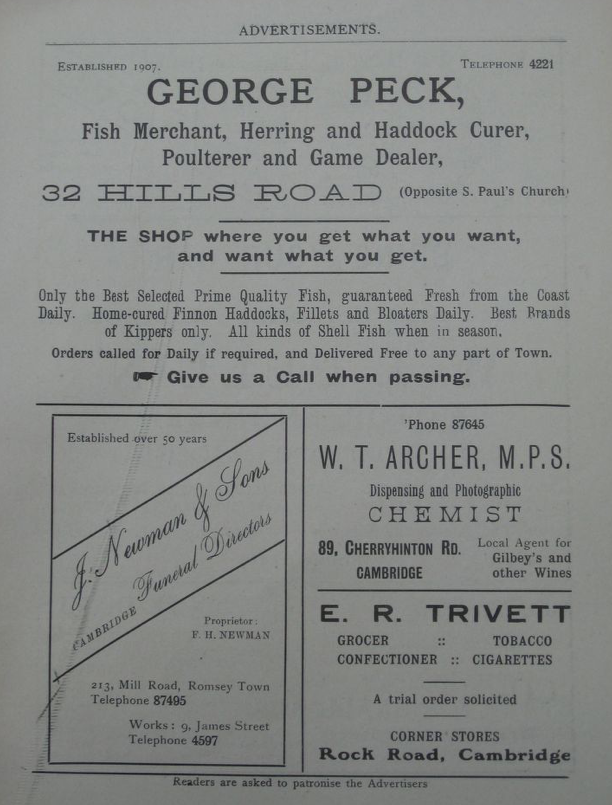 ADVERTISEMENTS.
ESTABLISHED 1907. TELEPHONE 4221
GEORGE PECK,
Fish Merchant, Herring and Haddock Curer,
Poulterer and Game Dealer,
32 HILLS ROAD (Opposite S. Paul's Church)
THE SHOP where you get what you want,
and want what you get.
Only the Best Selected Prime Quality Fish, guaranteed Fresh from the Coast
Daily. Home-cured Finnon Haddocks, Fillets and Bloaters Daily. Best Brands
of Kippers only. All kinds of Shell Fish when in season.
Orders called for Daily if required, and Delivered Free to any part of Town.
Give us a Call when passing.
Established over 50 years
J. Newman & Sons
Funeral Directors
CAMBRIDGE
Proprietor:
F. H. NEWMAN
213, Mill Road, Romsey Town
Telephone 87495
Works: 9, James Street
Telephone 4597
'Phone 87645
W. T. ARCHER, M.P.S.
Dispensing and Photographic
CHEMIST
89, CHERRYHINTON RD.
CAMBRIDGE
Local Agent for
Gilbey's and
other Wines
E. R. TRIVETT
GROCER :: TOBACCO
CONFECTIONER :: CIGARETTES
A trial order solicited
CORNER STORES
Rock Road, Cambridge
Readers are asked to patronise the Advertisers